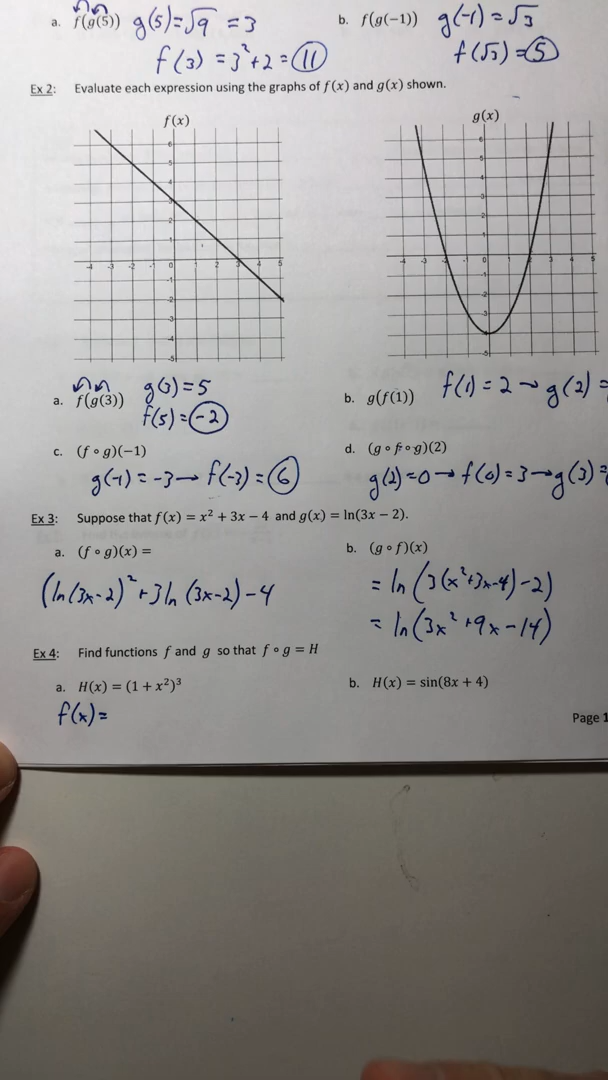 a. f(g(5)) g(5)=√9 =3
f(3) =3²+2=11
b. f(g(−1)) g(-1)=√3
f(√3)=5
Ex 2: Evaluate each expression using the graphs of f(x) and g(x) shown.
f(x)
g(x)
a. f(g(3)) g(3)=5
f(5)=-2
b. g(f(1)) f(1)=2→g(2)=
c. (f∘g)(−1)
g(-1)=-3→f(-3)=6
d. (g∘f∘g)(2)
g(2)=0→f(0)=3→g(3)=
Ex 3: Suppose that f(x) = x² + 3x − 4 and g(x) = ln(3x − 2).
a. (f∘g)(x) =
(ln(3x-2)²+3ln(3x-2)-4
b. (g∘f)(x)
= ln(3(x²+3x-4)-2)
= ln(3x²+9x-14)
Ex 4: Find functions f and g so that f∘g = H
a. H(x) = (1 + x²)³
f(x)=
b. H(x) = sin(8x + 4)
Page 1